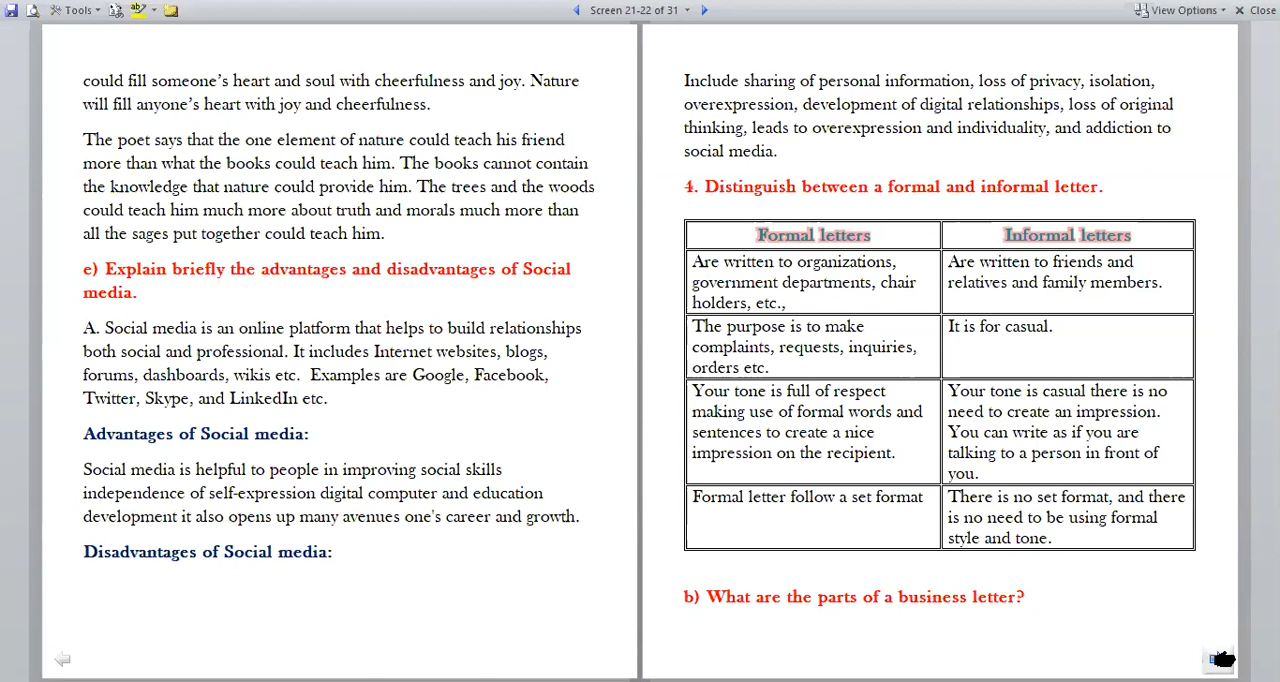 Tools
Screen 21-22 of 31
View Options
Close
could fill someone's heart and soul with cheerfulness and joy. Nature
will fill anyone's heart with joy and cheerfulness.
The poet says that the one element of nature could teach his friend
more than what the books could teach him. The books cannot contain
the knowledge that nature could provide him. The trees and the woods
could teach him much more about truth and morals much more than
all the sages put together could teach him.
e) Explain briefly the advantages and disadvantages of Social
media.
A. Social media is an online platform that helps to build relationships
both social and professional. It includes Internet websites, blogs,
forums, dashboards, wikis etc.  Examples are Google, Facebook,
Twitter, Skype, and LinkedIn etc.
Advantages of Social media:
Social media is helpful to people in improving social skills
independence of self-expression digital computer and education
development it also opens up many avenues one's career and growth.
Disadvantages of Social media:
Include sharing of personal information, loss of privacy, isolation,
overexpression, development of digital relationships, loss of original
thinking, leads to overexpression and individuality, and addiction to
social media.
4. Distinguish between a formal and informal letter.
Formal letters
Informal letters
Are written to organizations,
government departments, chair
holders, etc.,
Are written to friends and
relatives and family members.
The purpose is to make
complaints, requests, inquiries,
orders etc.
It is for casual.
Your tone is full of respect
making use of formal words and
sentences to create a nice
impression on the recipient.
Your tone is casual there is no
need to create an impression.
You can write as if you are
talking to a person in front of
you.
Formal letter follow a set format
There is no set format, and there
is no need to be using formal
style and tone.
b) What are the parts of a business letter?